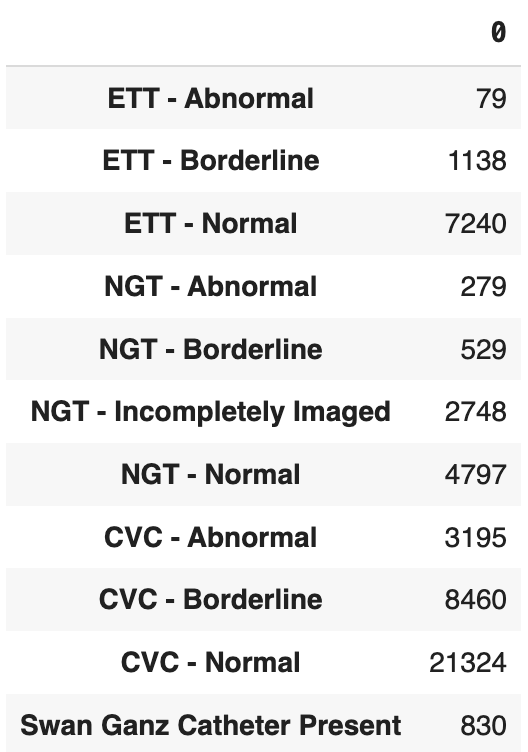 0
ETT - Abnormal 79
ETT - Borderline 1138
ETT - Normal 7240
NGT - Abnormal 279
NGT - Borderline 529
NGT - Incompletely Imaged 2748
NGT - Normal 4797
CVC - Abnormal 3195
CVC - Borderline 8460
CVC - Normal 21324
Swan Ganz Catheter Present 830